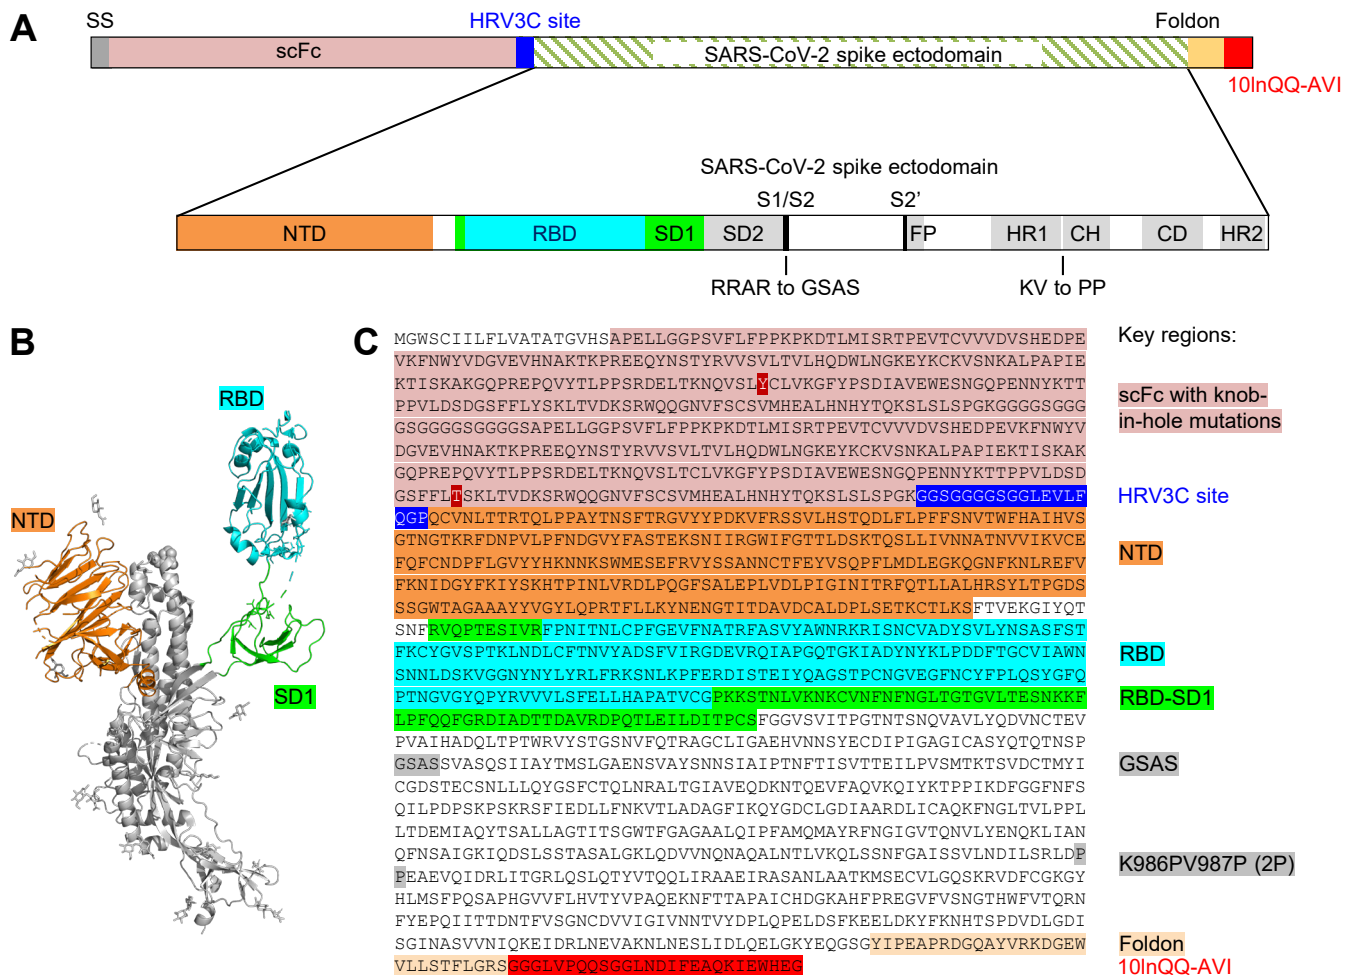 A
SS
HRV3C site
Foldon
scFc
SARS-CoV-2 spike ectodomain
10lnQQ-AVI
SARS-CoV-2 spike ectodomain
S1/S2
S2’
NTD
RBD
SD1
SD2
FP
HR1
CH
CD
HR2
RRAR to GSAS
KV to PP
B
RBD
NTD
SD1
C
MGWSCIILFLVATATGVHSAPELLGGPSVFLFPPKPKDTLMISRTPEVTCVVVDVSHEDPE
VKFNWYVDGVEVHNAKTKPREEQYNSTYRVVSVLTVLHQDWLNGKEYKCKVSNKALPAPIE
KTISKAKGQPREPQVYTLPPSRDELTKNQVSLYCLVKGFYPSDIAVEWESNGQPENNYKTT
PPVLDSDGSFFLYSKLTVDKSRWQQGNVFSCSVMHEALHNHYTQKSLSLSPGKGGGGSGGG
GSGGGGSGGGGSAPELLGGPSVFLFPPKPKDTLMISRTPEVTCVVVDVSHEDPEVKFNWYV
DGVEVHNAKTKPREEQYNSTYRVVSVLTVLHQDWLNGKEYKCKVSNKALPAPIEKTISKAK
GQPREPQVYTLPPSRDELTKNQVSLTCLVKGFYPSDIAVEWESNGQPENNYKTTPPVLDSD
GSFFLTSKLTVDKSRWQQGNVFSCSVMHEALHNHYTQKSLSLSPGKGGSGGGGSGGLEVLF
QGPQCVNLTTRTQLPPAYTNSFTRGVYYPDKVFRSSVLHSTQDLFLPFFSNVTWFHAIHVS
GTNGTKRFDNPVLPFNDGVYFASTEKSNIIRGWIFGTTLDSKTQSLLIVNNATNVVIKVCE
FQFCNDPFLGVYYHKNNKSWMESEFRVYSSANNCTFEYVSQPFLMDLEGKQGNFKNLREFV
FKNIDGYFKIYSKHTPINLVRDLPQGFSALEPLVDLPIGINITRFQTLLALHRSYLTPGDS
SSGWTAGAAAYYVGYLQPRTFLLKYNENGTITDAVDCALDPLSETKCTLKSFTVEKGIYQT
SNFRVQPTESIVRFPNITNLCPFGEVFNATRFASVYAWNRKRISNCVADYSVLYNSASFST
FKCYGVSPTKLNDLCFTNVYADSFVIRGDEVRQIAPGQTGKIADYNYKLPDDFTGCVIAWN
SNNLDSKVGGNYNYLYRLFRKSNLKPFERDISTEIYQAGSTPCNGVEGFNCYFPLQSYGFQ
PTNGVGYQPYRVVVLSFELLHAPATVCGPKKSTNLVKNKCVNFNFNGLTGTGVLTESNKKF
LPFQQFGRDIADTTDAVRDPQTLEILDITPCSFGGVSVITPGTNTSNQVAVLYQDVNCTEV
PVAIHADQLTPTWRVYSTGSNVFQTRAGCLIGAEHVNNSYECDIPIGAGICASYQTQTNSP
GSASSVASQSIIAYTMSLGAENSVAYSNNSIAIPTNFTISVTTEILPVSMTKTSVDCTMYI
CGDSTECSNLLLQYGSFCTQLNRALTGIAVEQDKNTQEVFAQVKQIYKTPPIKDFGGFNFS
QILPDPSKPSKRSFIEDLLFNKVTLADAGFIKQYGDCLGDIAARDLICAQKFNGLTVLPPL
LTDEMIAQYTSALLAGTITSGWTFGAGAALQIPFAMQMAYRFNGIGVTQNVLYENQKLIAN
QFNSAIGKIQDSLSSTASALGKLQDVVNQNAQALNTLVKQLSSNFGAISSVLNDILSRLDP
PEAEVQIDRLITGRLQSLQTYVTQQLIRAAEIRASANLAATKMSECVLGQSKRVDFCGKGY
HLMSFPQSAPHGVVFLHVTYVPAQEKNFTTAPAICHDGKAHFPREGVFVSNGTHWFVTQRN
FYEPQIITTDNTFVSGNCDVVIGIVNNTVYDPLQPELDSFKEELDKYFKNHTSPDVDLGDI
SGINASVVNIQKEIDRLNEVAKNLNESLIDLQELGKYEQGSGYIPEAPRDGQAYVRKDGEW
VLLSTFLGRSGGGLVPQQSGGLNDIFEAQKIEWHEG
Key regions:
scFc with knob-
in-hole mutations
HRV3C site
NTD
RBD
RBD-SD1
GSAS
K986PV987P (2P)
Foldon
10lnQQ-AVI